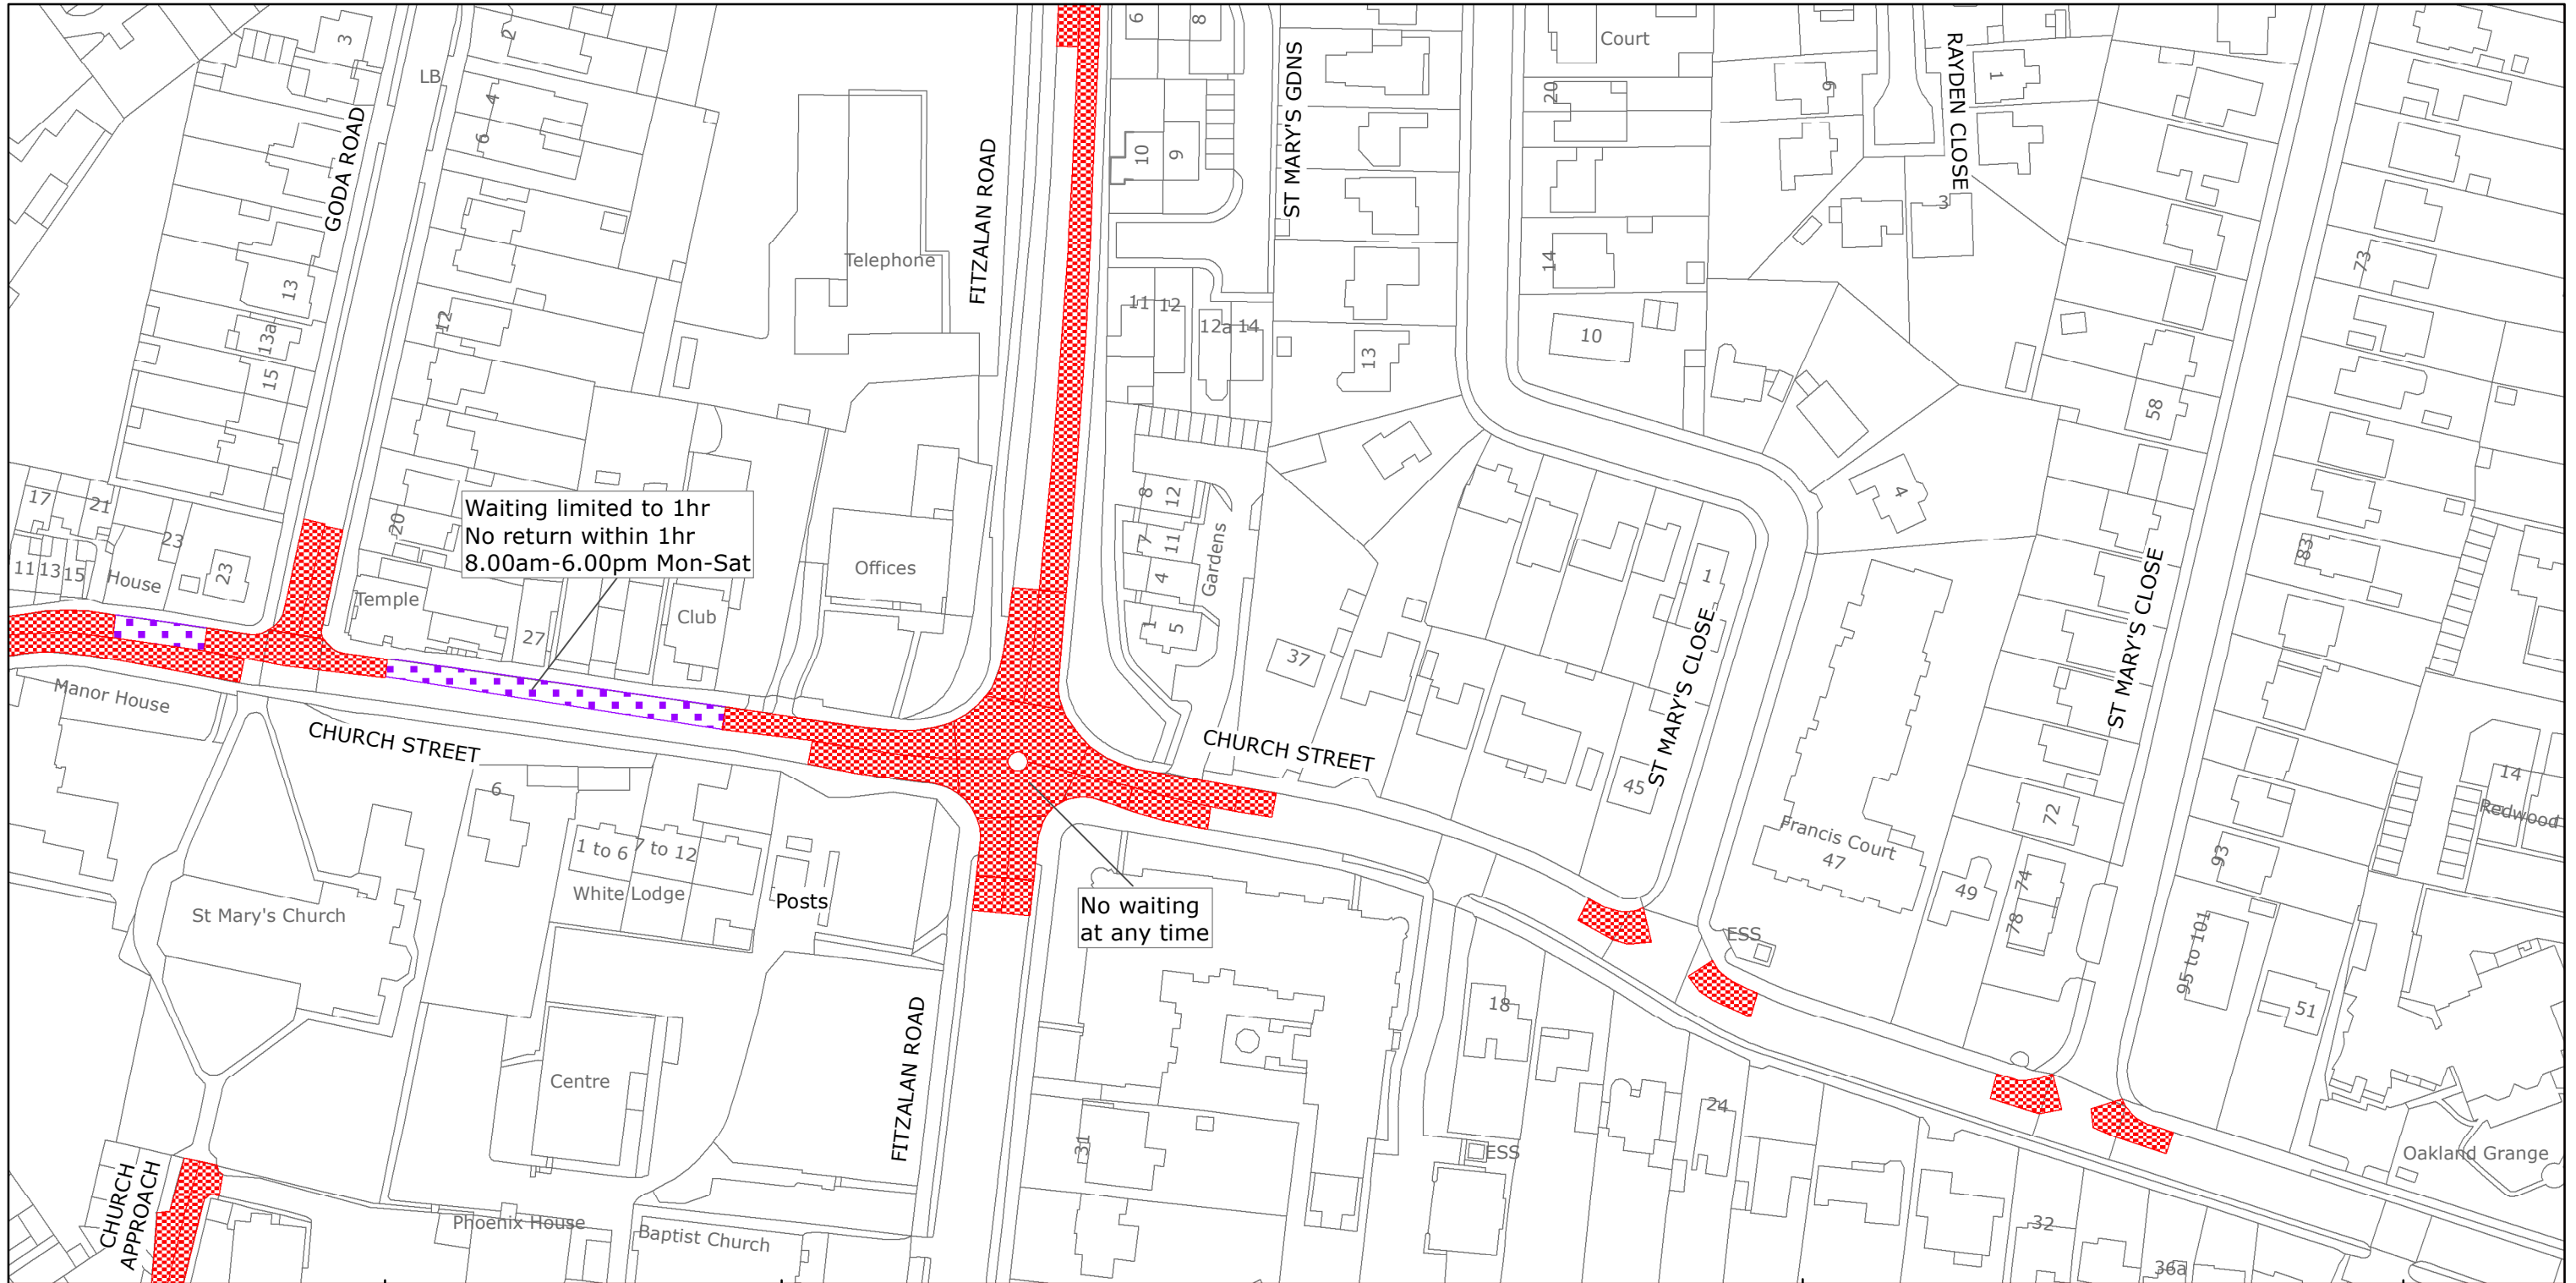 3
LB
2
4
6
GODA ROAD
13
13a
15
12
20
17
21
23
23
11
13
15
House
Temple
27
Club
Waiting limited to 1hr
No return within 1hr
8.00am-6.00pm Mon-Sat
Telephone
FITZALAN ROAD
Offices
6
8
10
9
11
12
12a
14
ST MARY'S GDNS
13
8
12
7
11
4
1
5
Gardens
37
Court
20
14
10
9
RAYDEN CLOSE
1
3
4
58
73
83
1
45
ST MARY'S CLOSE
ST MARY'S CLOSE
Francis Court
47
49
72
74
78
93
95 to 101
51
14
Redwood
Manor House
CHURCH STREET
CHURCH STREET
6
1 to 6
7 to 12
White Lodge
Posts
No waiting
at any time
St Mary's Church
Centre
FITZALAN ROAD
31
18
ESS
ESS
24
32
36a
Oakland Grange
CHURCH
APPROACH
Phoenix House
Baptist Church